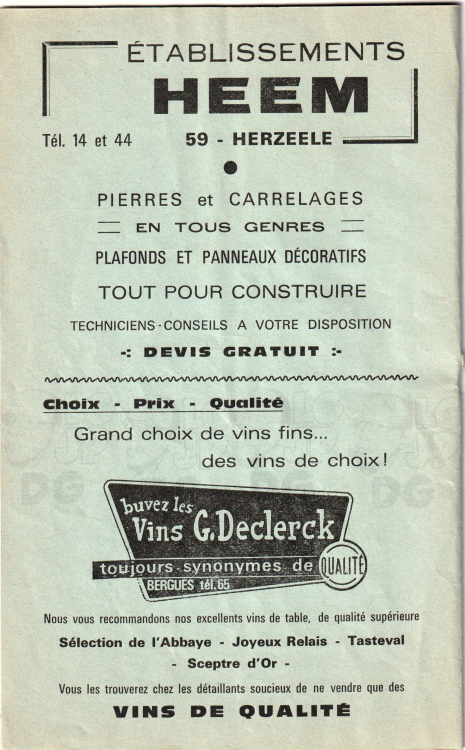 ÉTABLISSEMENTS
HEEM
Tél. 14 et 44 59 - HERZEELE
PIERRES et CARRELAGES
EN TOUS GENRES
PLAFONDS ET PANNEAUX DÉCORATIFS
TOUT POUR CONSTRUIRE
TECHNICIENS-CONSEILS A VOTRE DISPOSITION
-: DEVIS GRATUIT :-
Choix - Prix - Qualité
Grand choix de vins fins...
des vins de choix!
buvez les
Vins G.Declerck
toujours synonymes de QUALITÉ
BERGUES tél. 65
Nous vous recommandons nos excellents vins de table, de qualité supérieure
Sélection de l'Abbaye - Joyeux Relais - Tasteval
- Sceptre d'Or -
Vous les trouverez chez les détaillants soucieux de ne vendre que des
VINS DE QUALITÉ